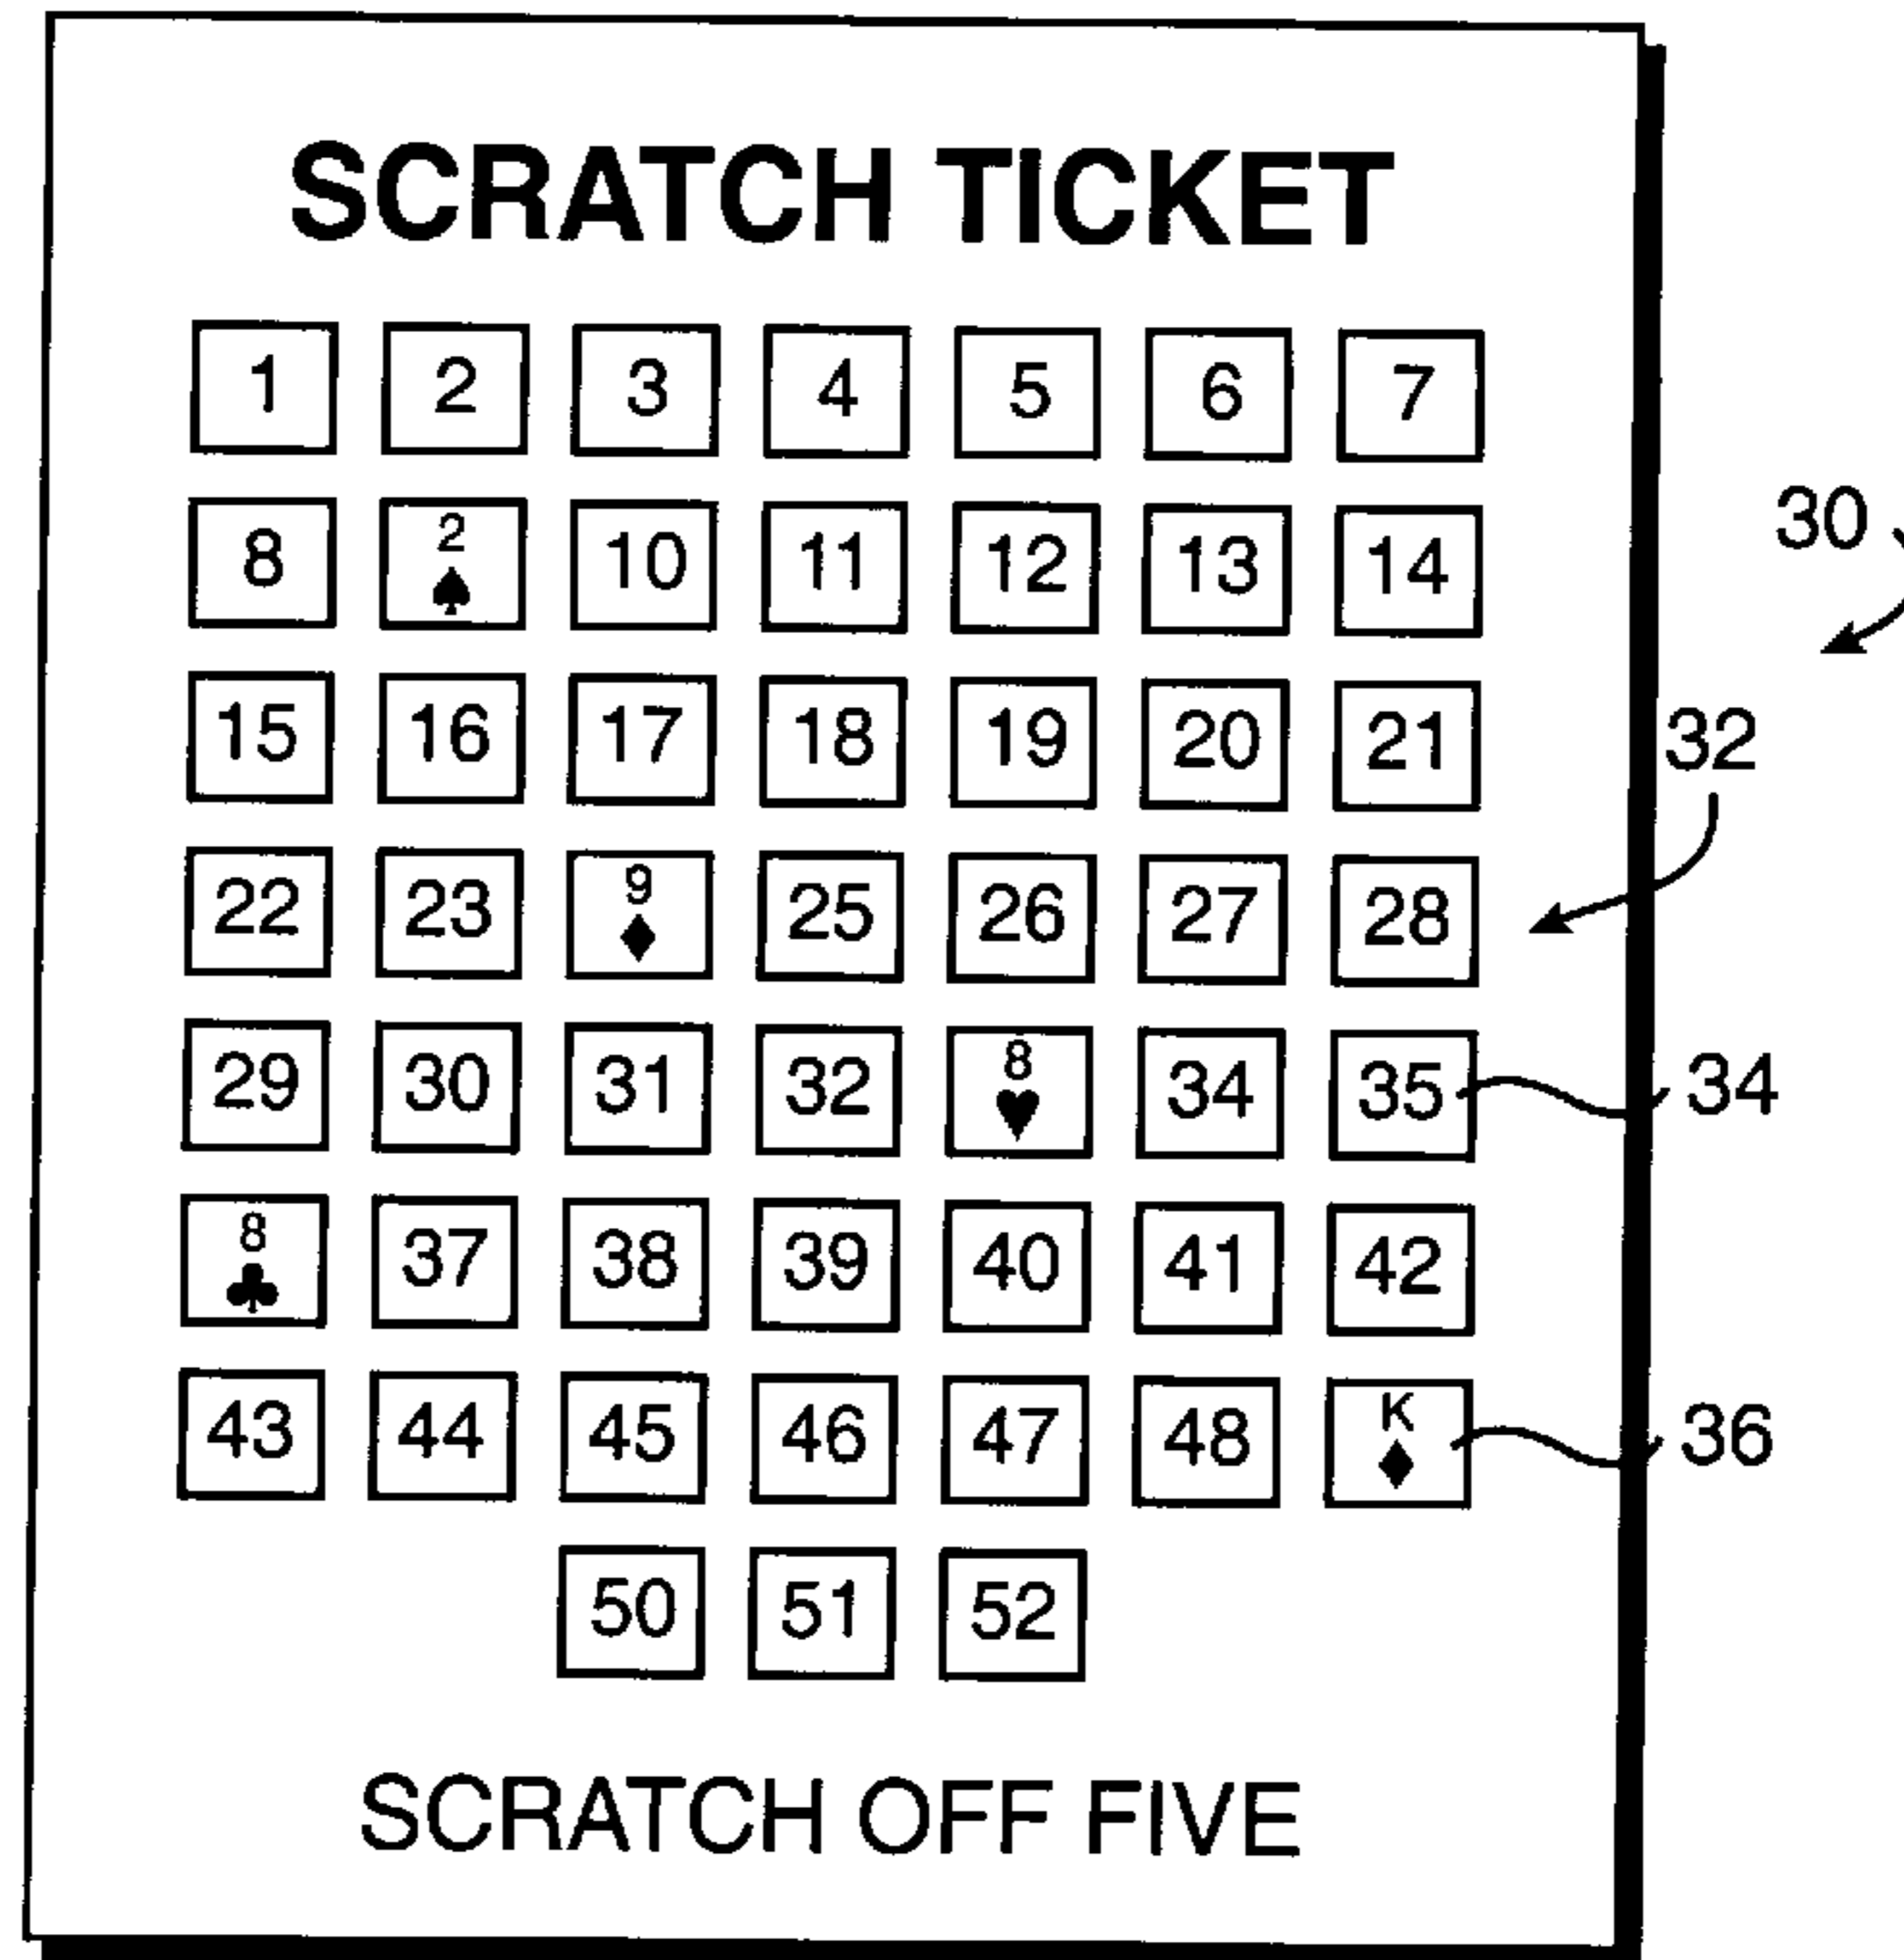 SCRATCH TICKET
1 2 3 4 5 6 7
8 2♠ 10 11 12 13 14
30
15 16 17 18 19 20 21
32
22 23 9♦ 25 26 27 28
29 30 31 32 8♥ 34 35
34
8♣ 37 38 39 40 41 42
43 44 45 46 47 48 K♦
36
50 51 52
SCRATCH OFF FIVE